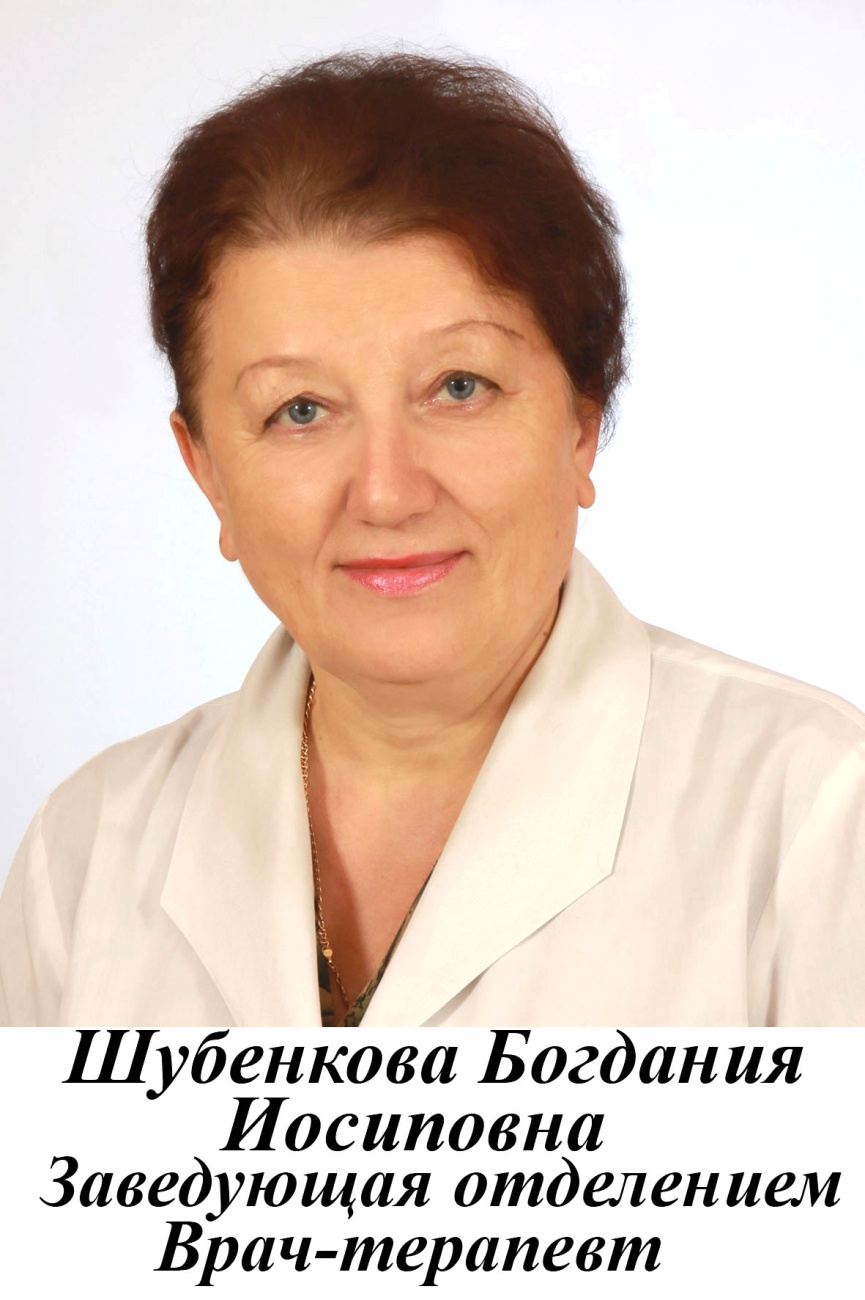 Шубенкова Богдания
Иосиповна
Заведующая отделением
Врач-терапевт